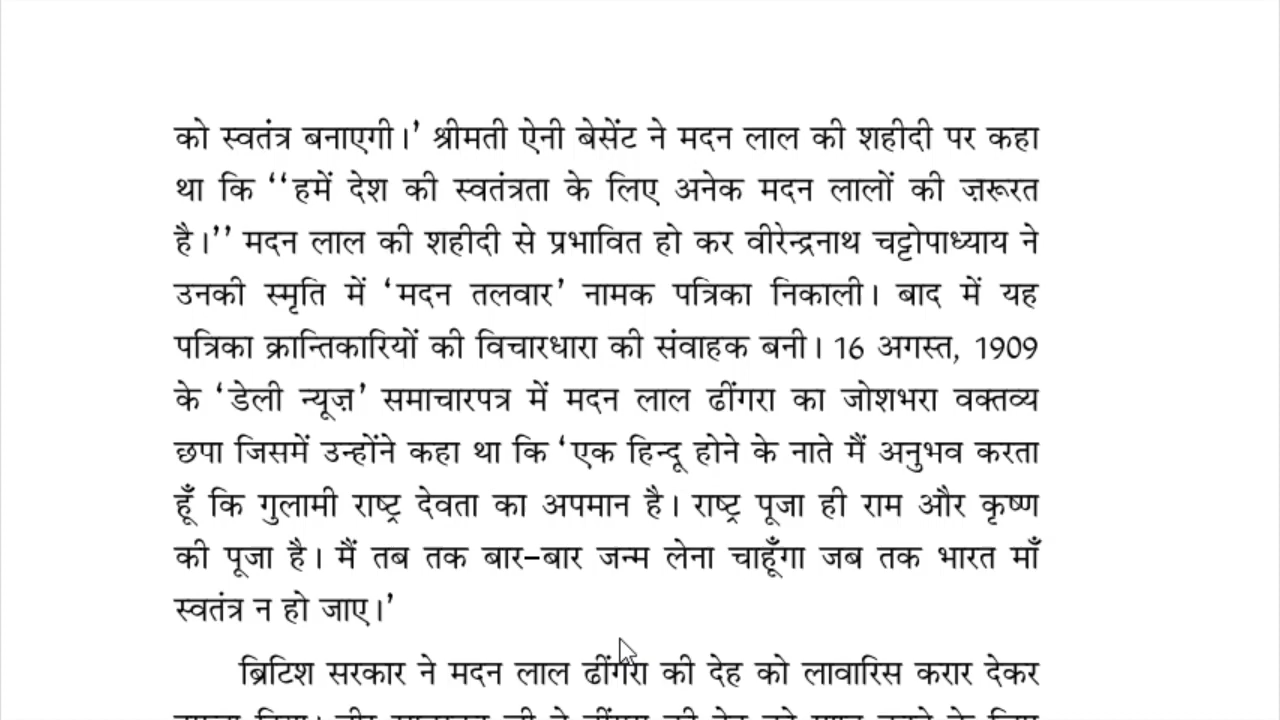 को स्वतंत्र बनाएगी।’ श्रीमती ऐनी बेसेंट ने मदन लाल की शहीदी पर कहा
था कि ‘‘हमें देश की स्वतंत्रता के लिए अनेक मदन लालों की ज़रूरत
है।’’ मदन लाल की शहीदी से प्रभावित हो कर वीरेन्द्रनाथ चट्टोपाध्याय ने
उनकी स्मृति में ‘मदन तलवार’ नामक पत्रिका निकाली। बाद में यह
पत्रिका क्रान्तिकारियों की विचारधारा की संवाहक बनी। 16 अगस्त, 1909
के ‘डेली न्यूज़’ समाचारपत्र में मदन लाल ढींगरा का जोशभरा वक्तव्य
छपा जिसमें उन्होंने कहा था कि ‘एक हिन्दू होने के नाते मैं अनुभव करता
हूँ कि गुलामी राष्ट्र देवता का अपमान है। राष्ट्र पूजा ही राम और कृष्ण
की पूजा है। मैं तब तक बार-बार जन्म लेना चाहूँगा जब तक भारत माँ
स्वतंत्र न हो जाए।’
ब्रिटिश सरकार ने मदन लाल ढींगरा की देह को लावारिस करार देकर